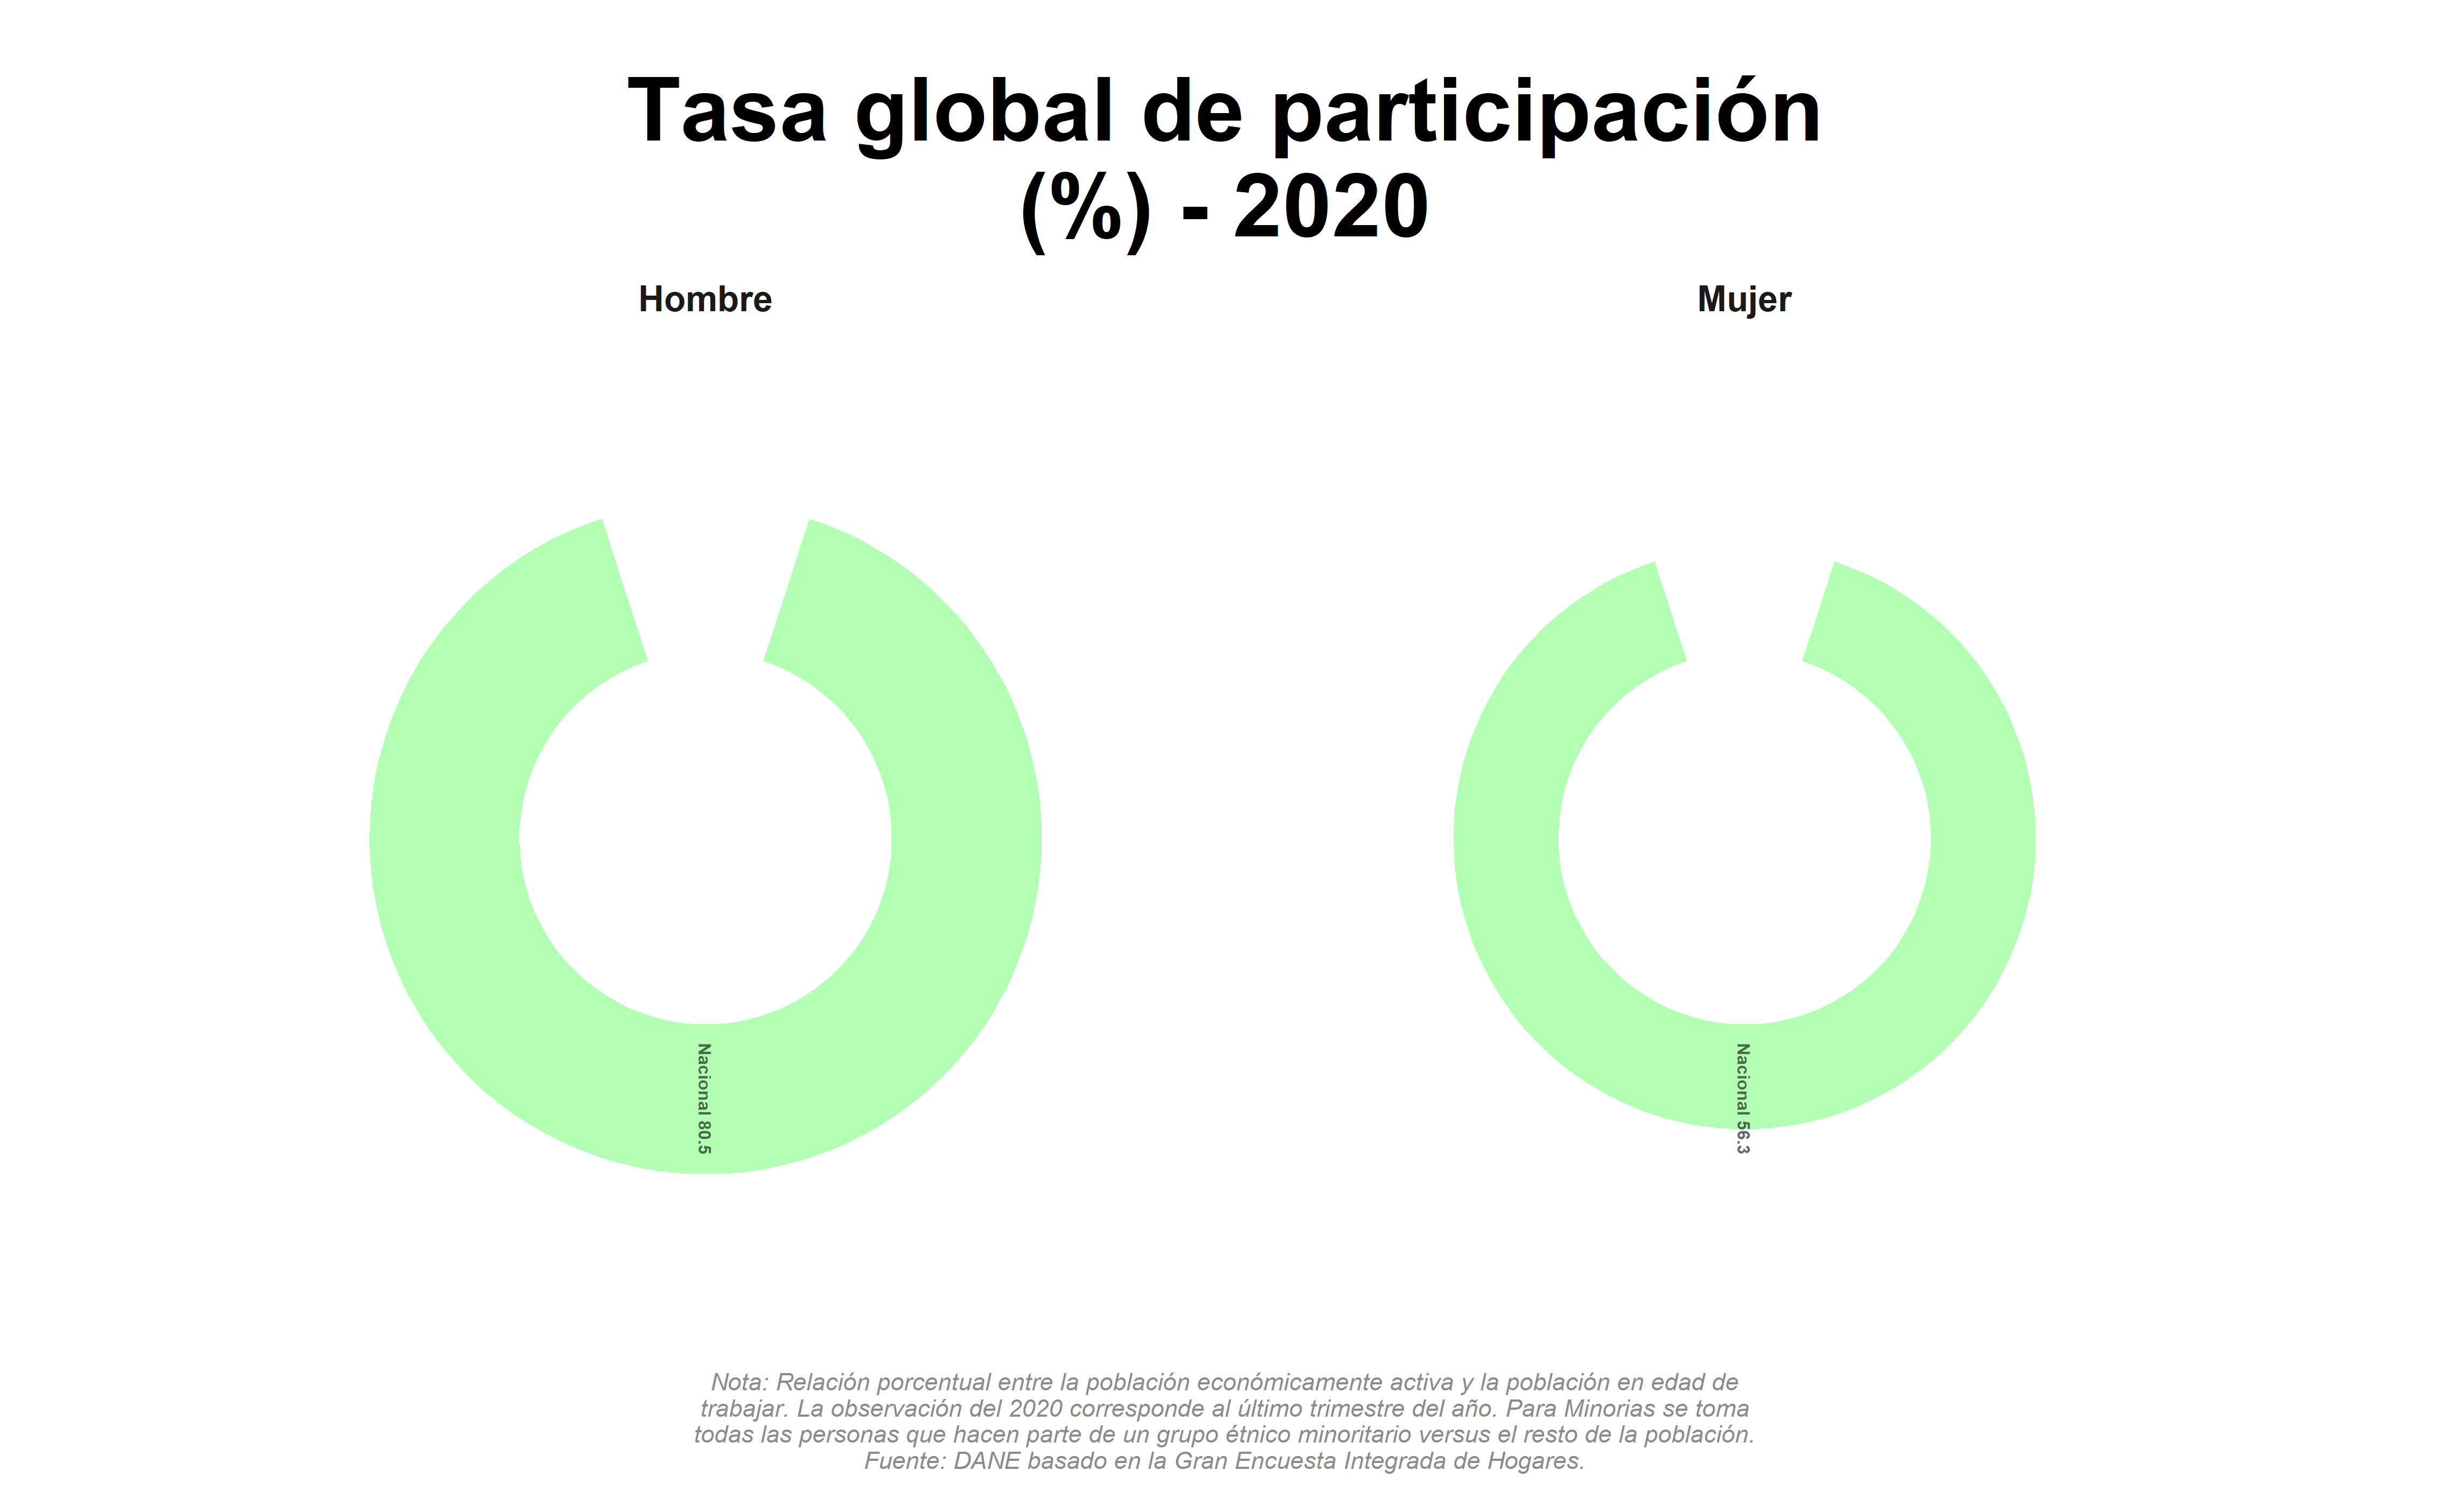 Tasa global de participación
(%) - 2020
Hombre
Mujer
Nacional 80.5
Nacional 56.3
Nota: Relación porcentual entre la población económicamente activa y la población en edad de
trabajar. La observación del 2020 corresponde al último trimestre del año. Para Minorias se toma
todas las personas que hacen parte de un grupo étnico minoritario versus el resto de la población.
Fuente: DANE basado en la Gran Encuesta Integrada de Hogares.